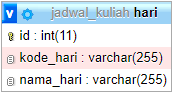 v jadwal_kuliah hari
id : int(11)
kode_hari : varchar(255)
nama_hari : varchar(255)